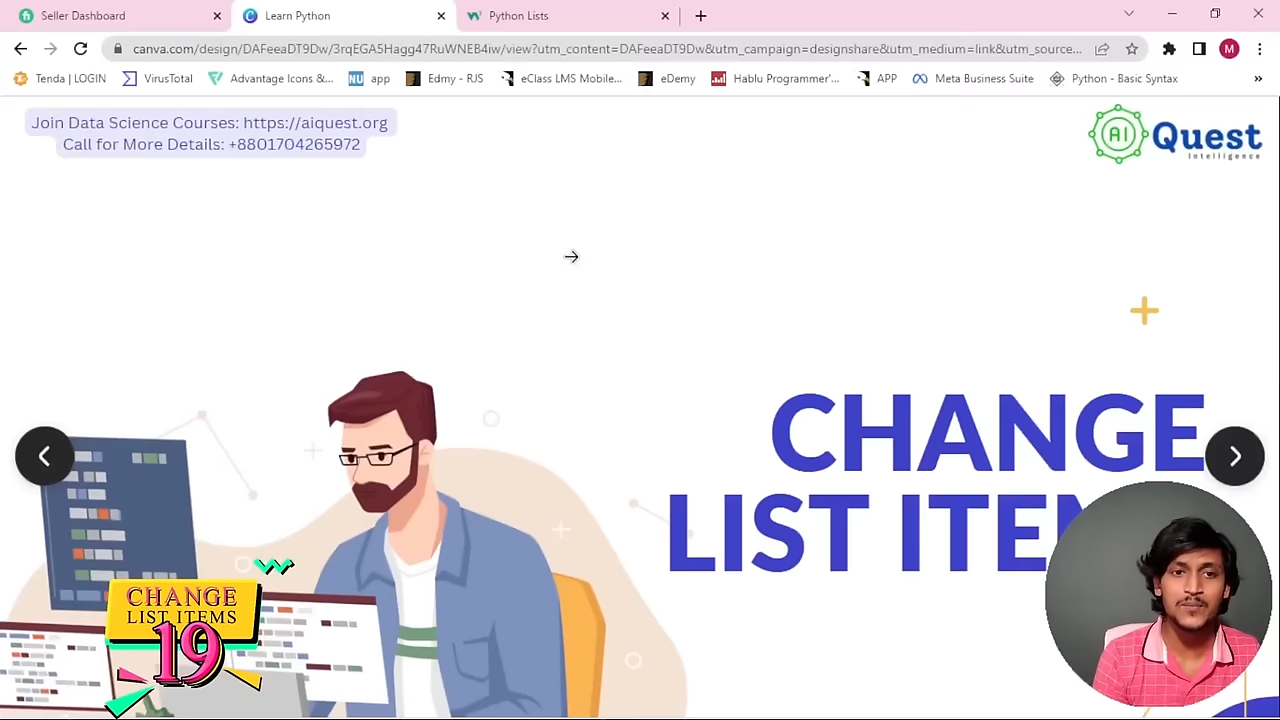 Seller Dashboard
Learn Python
Python Lists
canva.com/design/DAFeeaDT9Dw/3rqEGA5Hagg47RuWNEB4iw/view?utm_content=DAFeeaDT9Dw&utm_campaign=designshare&utm_medium=link&utm_source...
M
Tenda | LOGIN
VirusTotal
Advantage Icons &...
NU app
Edmy - RJS
eClass LMS Mobile...
eDemy
Hablu Programmer'...
APP
Meta Business Suite
Python - Basic Syntax
Join Data Science Courses: https://aiquest.org
Call for More Details: +8801704265972
AI Quest
Intelligence
CHANGE
LIST ITEM
CHANGE
LIST ITEMS
19